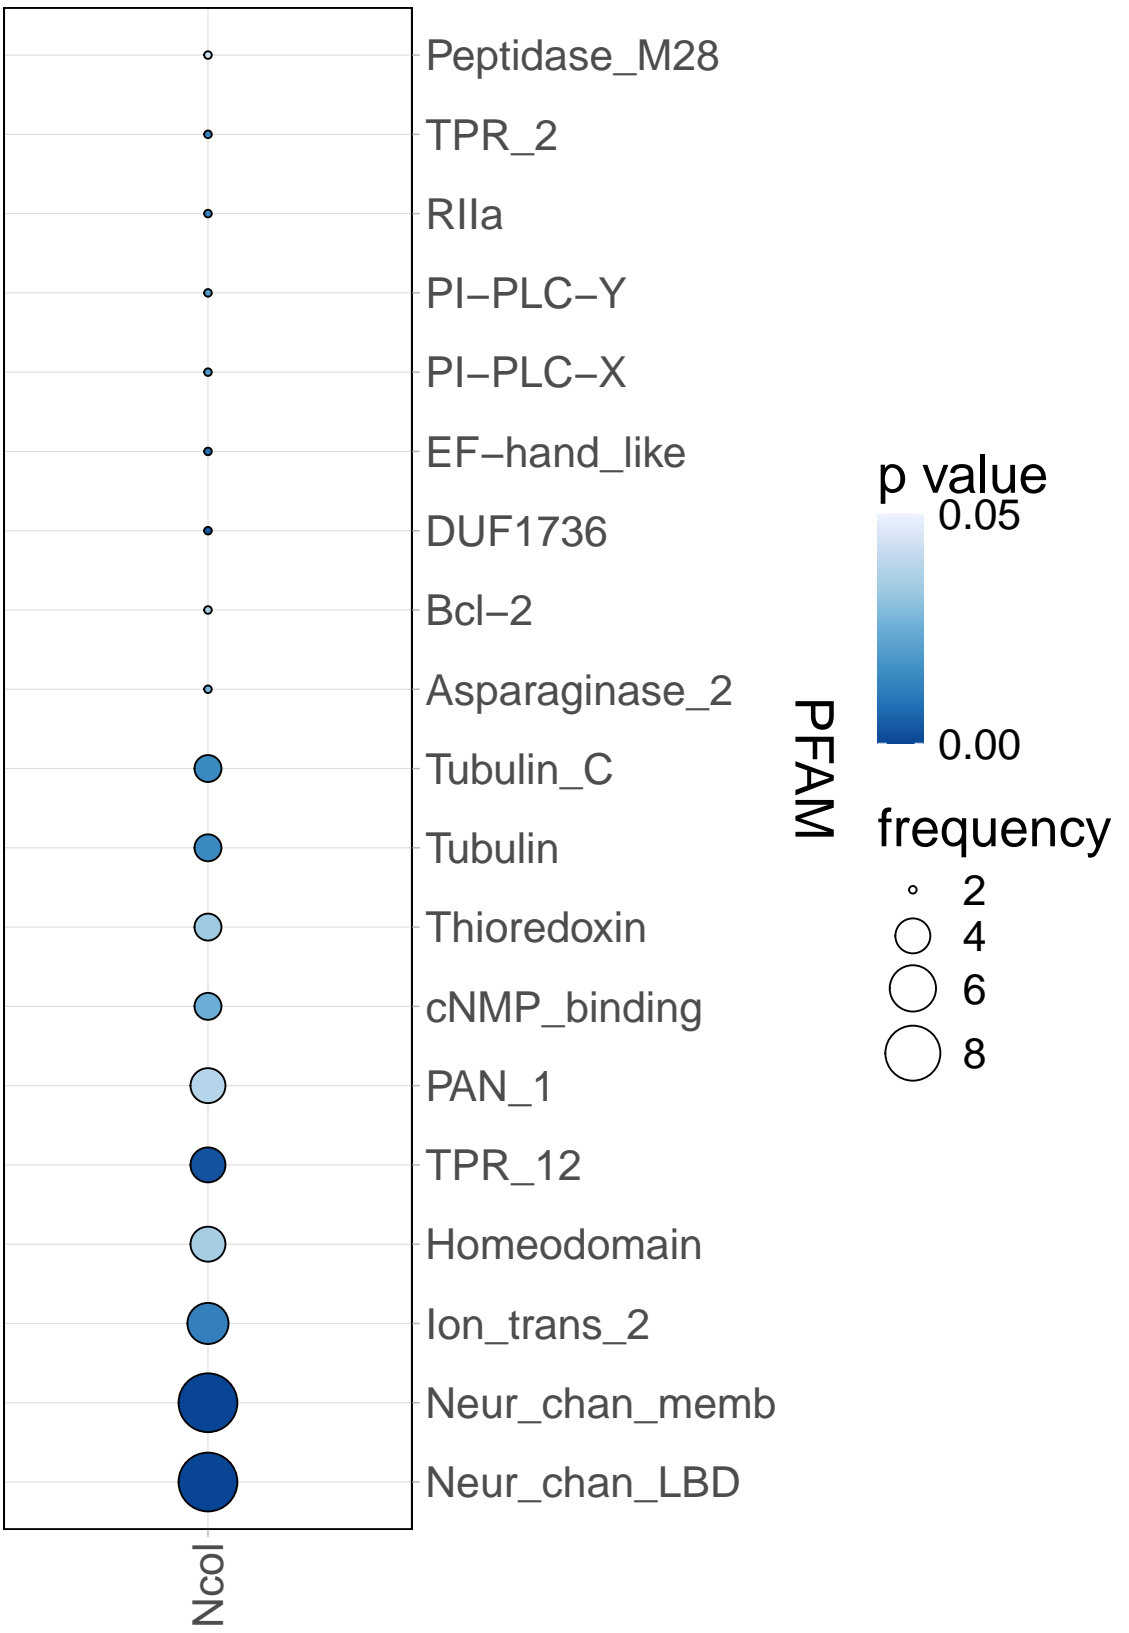 Peptidase_M28
TPR_2
RIIa
PI−PLC−Y
PI−PLC−X
EF−hand_like
DUF1736
Bcl−2
Asparaginase_2
Tubulin_C
Tubulin
Thioredoxin
cNMP_binding
PAN_1
TPR_12
Homeodomain
Ion_trans_2
Neur_chan_memb
Neur_chan_LBD
Ncol
PFAM
p value
0.05
0.00
frequency
2
4
6
8